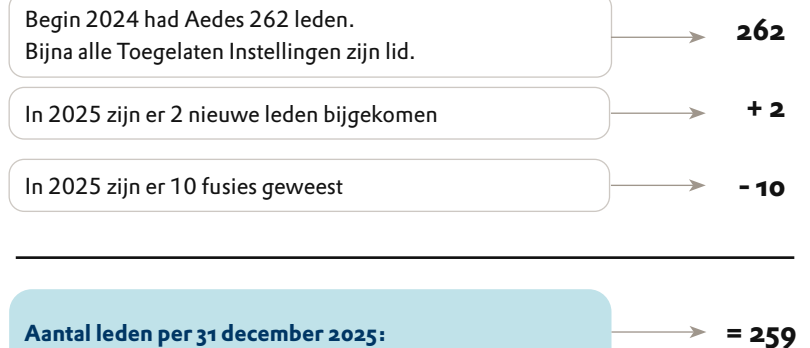 Begin 2024 had Aedes 262 leden.
Bijna alle Toegelaten Instellingen zijn lid.
262
In 2025 zijn er 2 nieuwe leden bijgekomen
+ 2
In 2025 zijn er 10 fusies geweest
- 10
Aantal leden per 31 december 2025:
= 259